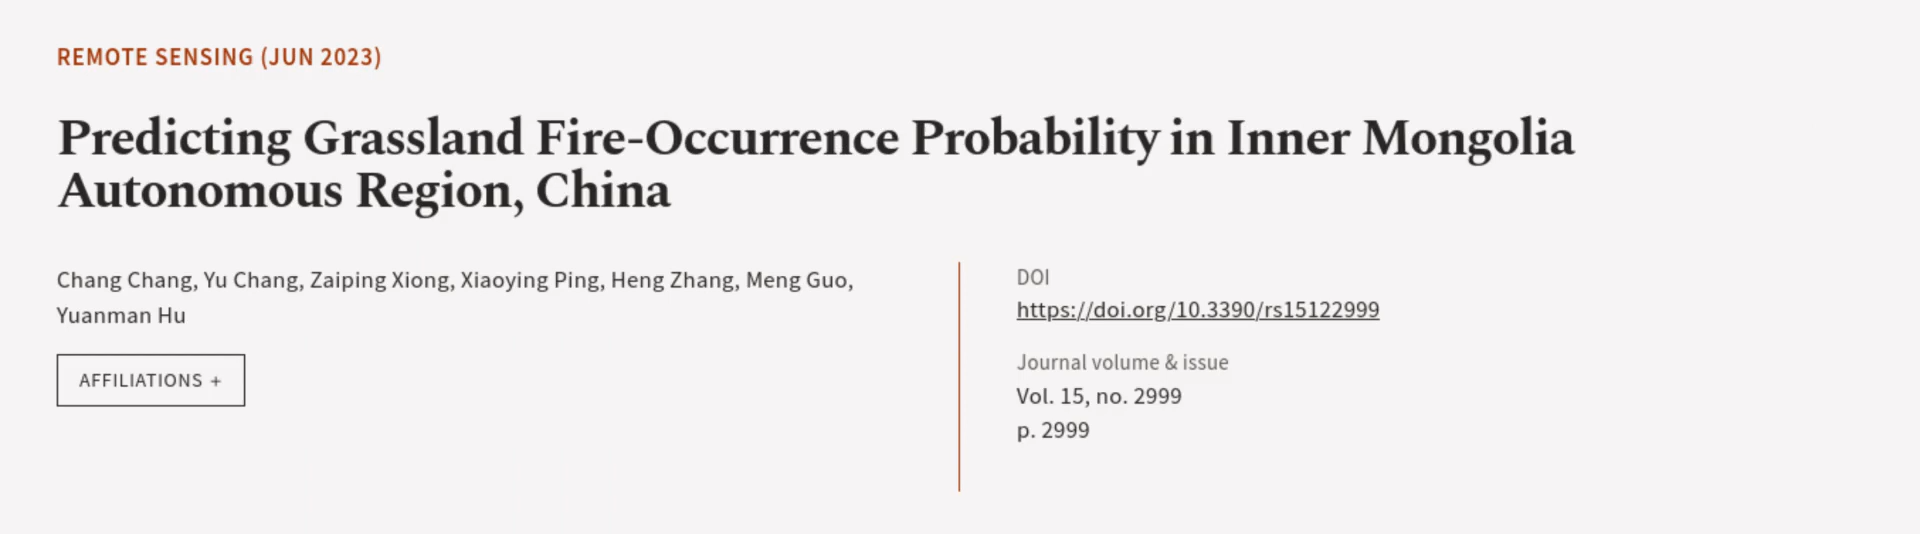 REMOTE SENSING (JUN 2023)
Predicting Grassland Fire-Occurrence Probability in Inner Mongolia
Autonomous Region, China
Chang Chang, Yu Chang, Zaiping Xiong, Xiaoying Ping, Heng Zhang, Meng Guo,
Yuanman Hu
AFFILIATIONS +
DOI
https://doi.org/10.3390/rs15122999
Journal volume & issue
Vol. 15, no. 2999
p. 2999